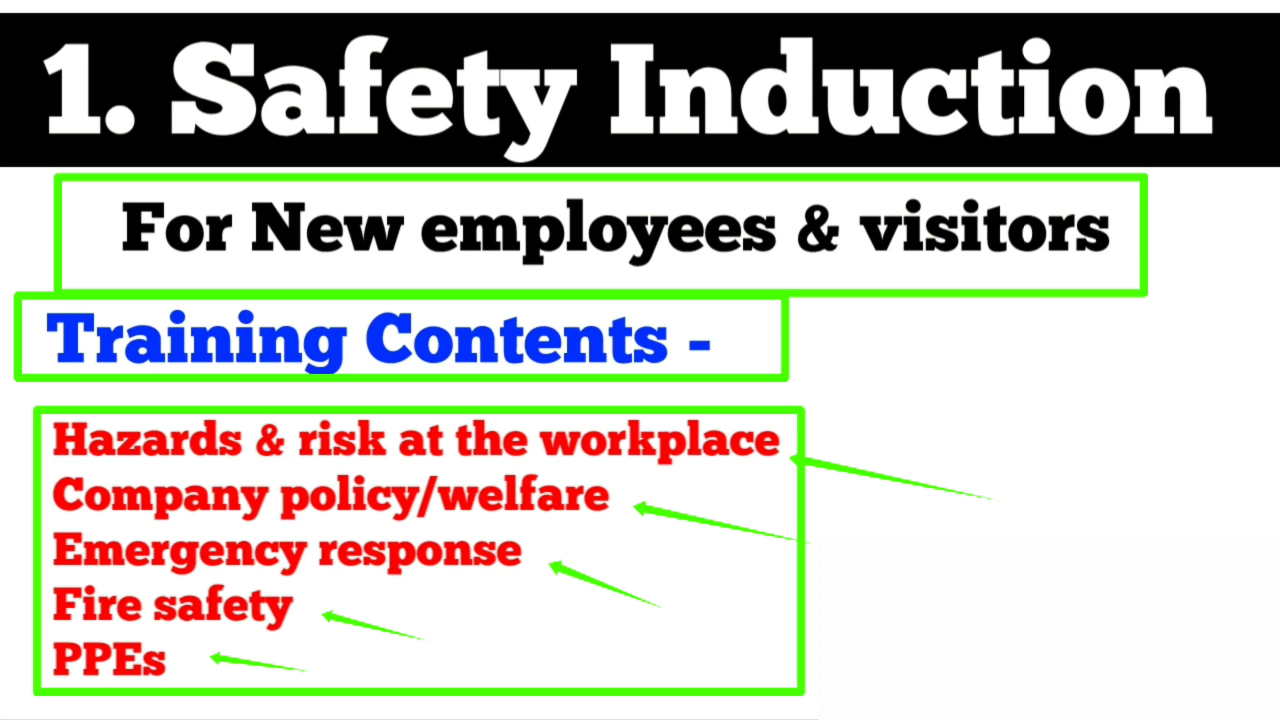 1. Safety Induction
For New employees & visitors
Training Contents -
Hazards & risk at the workplace
Company policy/welfare
Emergency response
Fire safety
PPEs